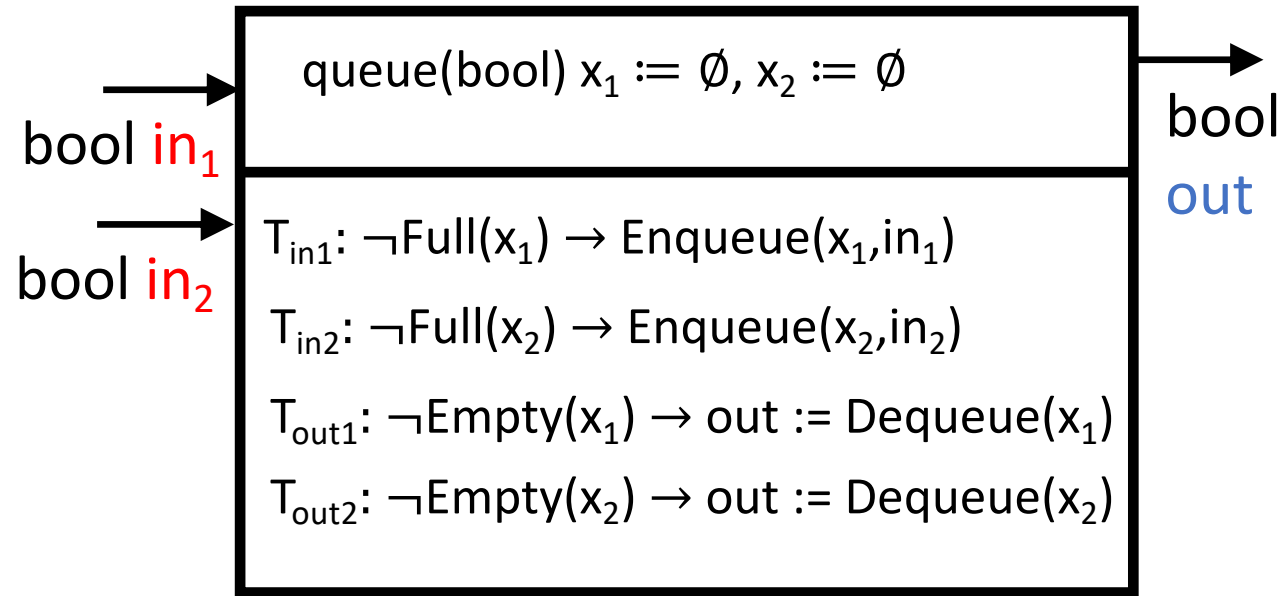 queue(bool) x₁ ≔ ∅, x₂ ≔ ∅
bool in₁
bool in₂
bool
out
T_in1: ¬Full(x₁) → Enqueue(x₁,in₁)
T_in2: ¬Full(x₂) → Enqueue(x₂,in₂)
T_out1: ¬Empty(x₁) → out := Dequeue(x₁)
T_out2: ¬Empty(x₂) → out := Dequeue(x₂)